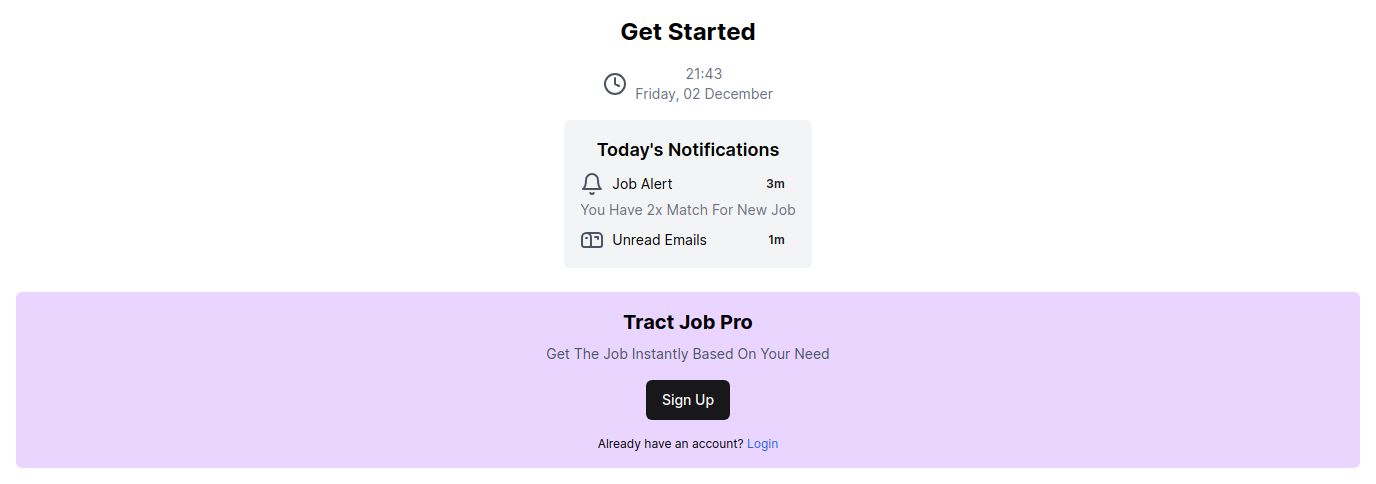 Get Started
21:43
Friday, 02 December
Today's Notifications
Job Alert 3m
You Have 2x Match For New Job
Unread Emails 1m
Tract Job Pro
Get The Job Instantly Based On Your Need
Sign Up
Already have an account? Login